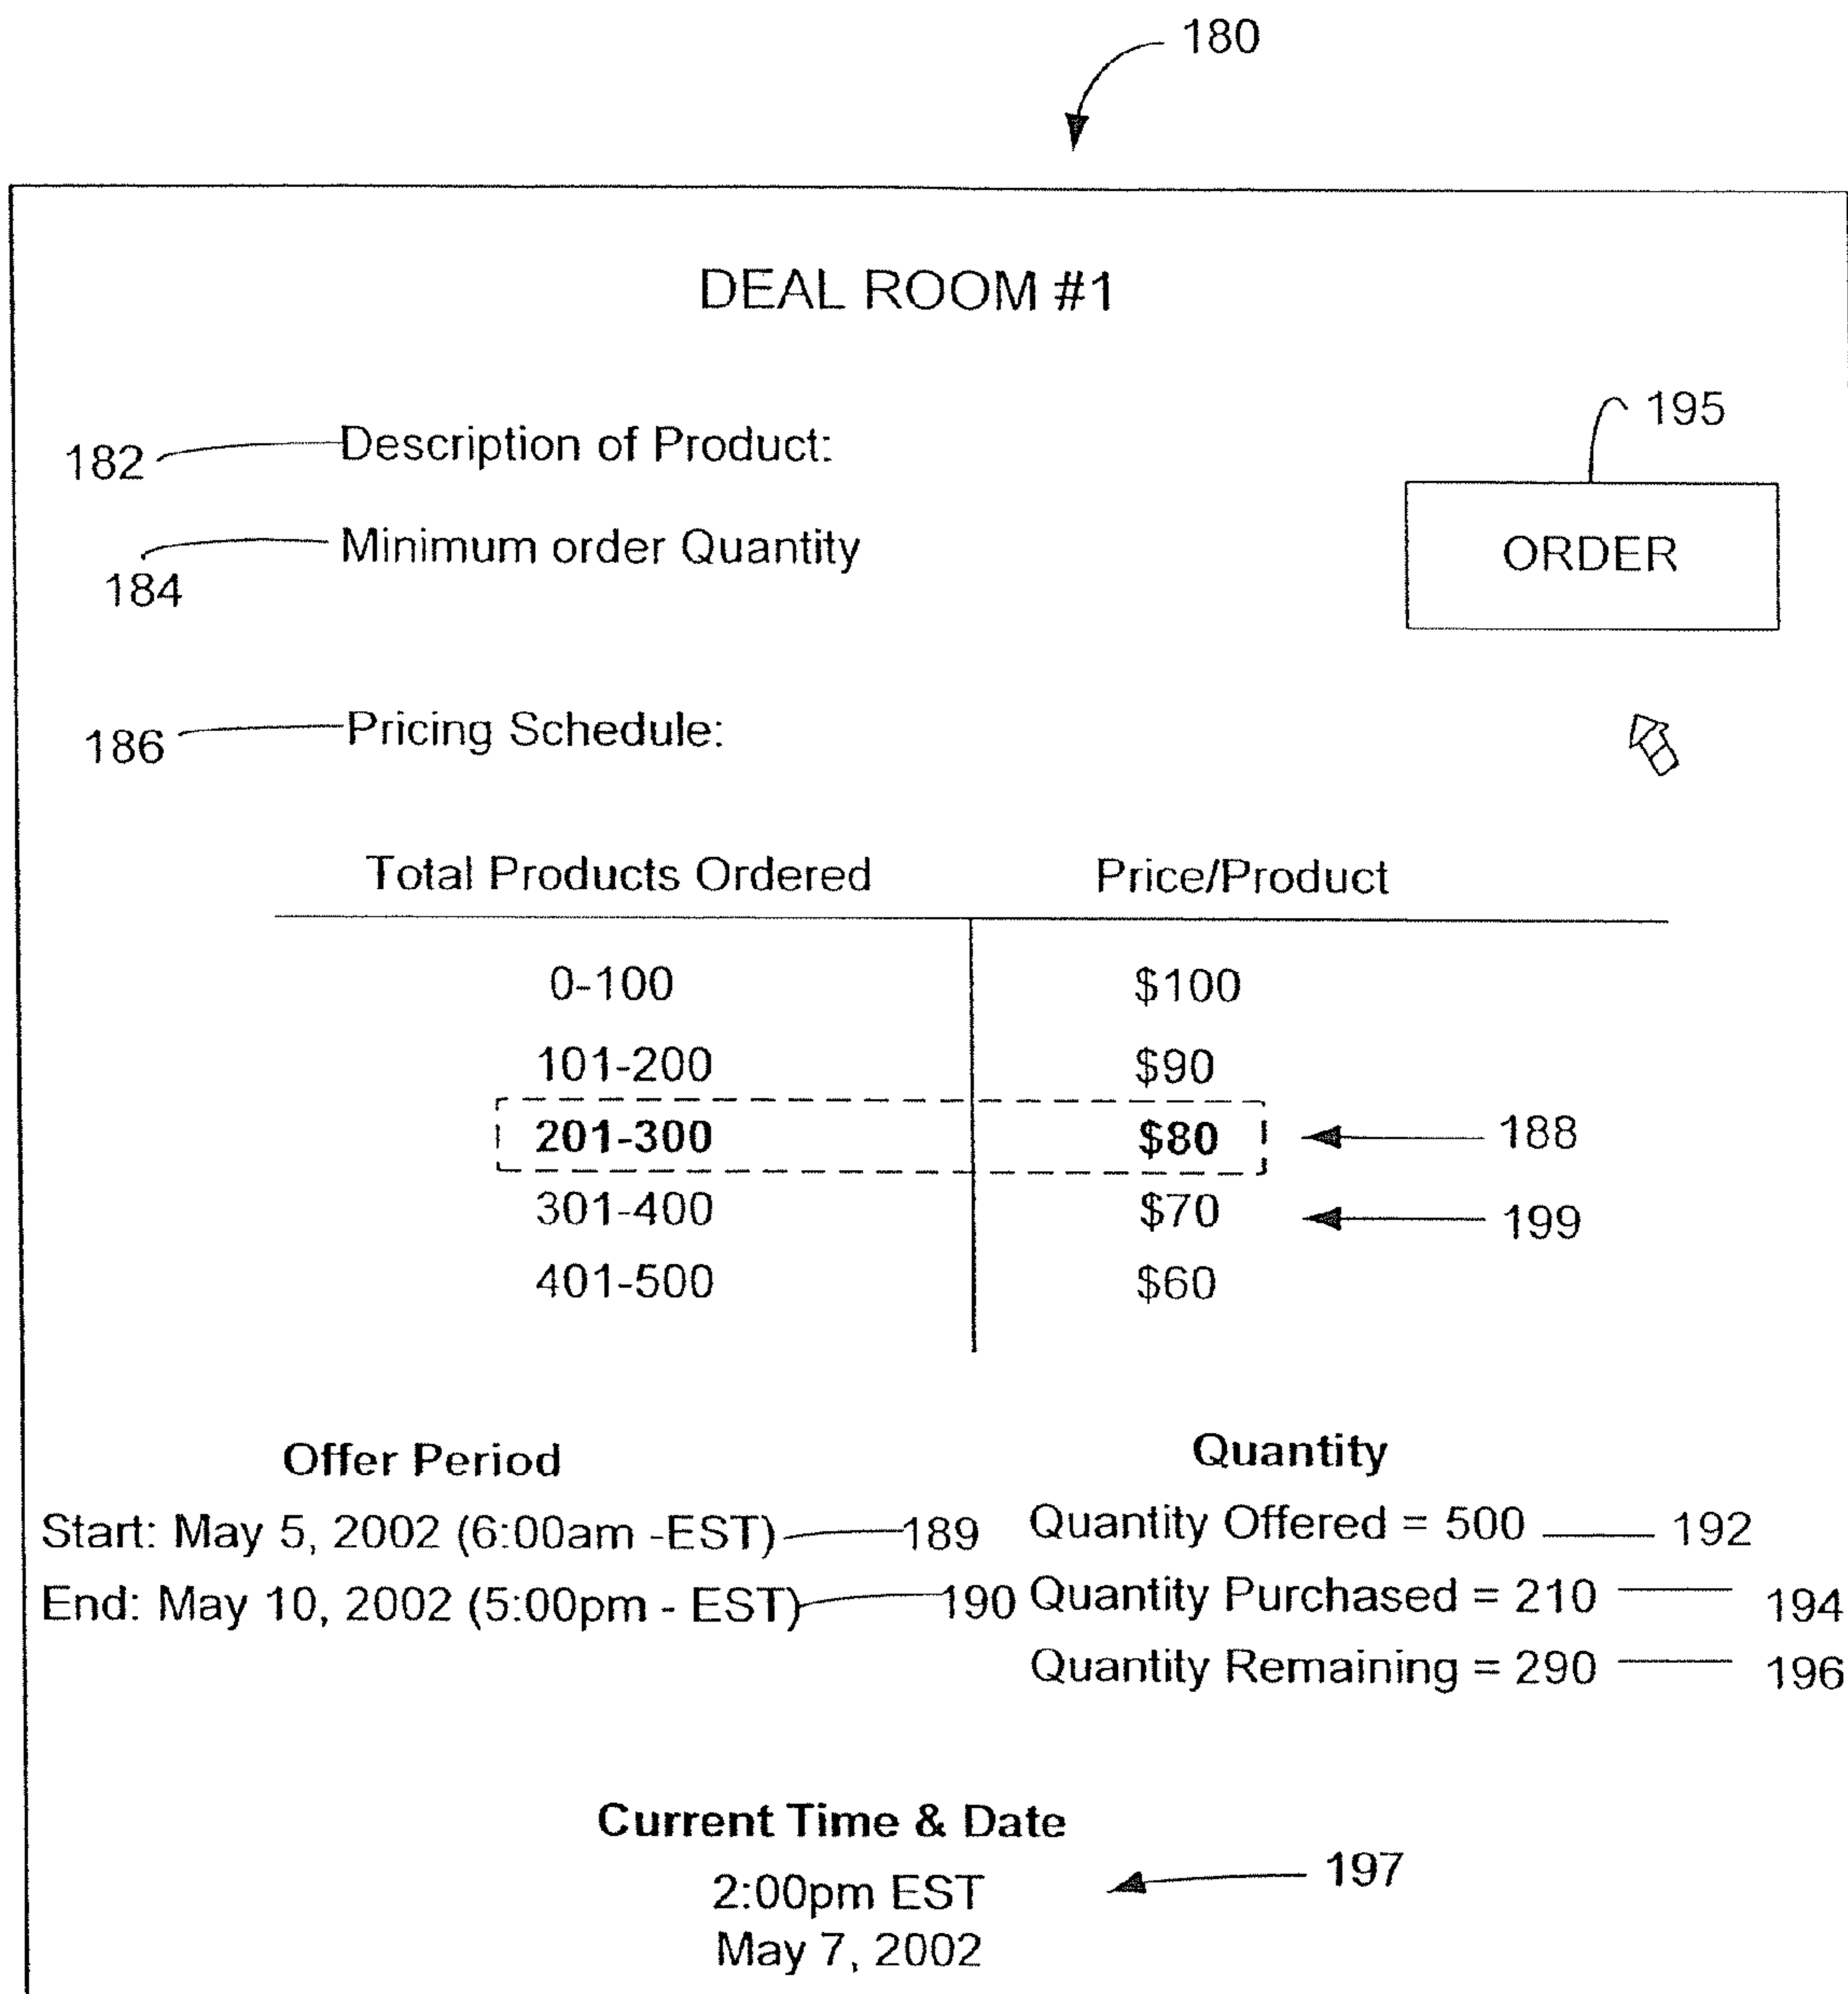 180
DEAL ROOM #1
195
182 Description of Product:
ORDER
184 Minimum order Quantity
186 Pricing Schedule:
Total Products Ordered Price/Product
0-100 $100
101-200 $90
201-300 $80 188
301-400 $70 199
401-500 $60
Offer Period
Start: May 5, 2002 (6:00am -EST) 189
End: May 10, 2002 (5:00pm - EST) 190
Quantity
Quantity Offered = 500 192
Quantity Purchased = 210 194
Quantity Remaining = 290 196
Current Time & Date
2:00pm EST 197
May 7, 2002